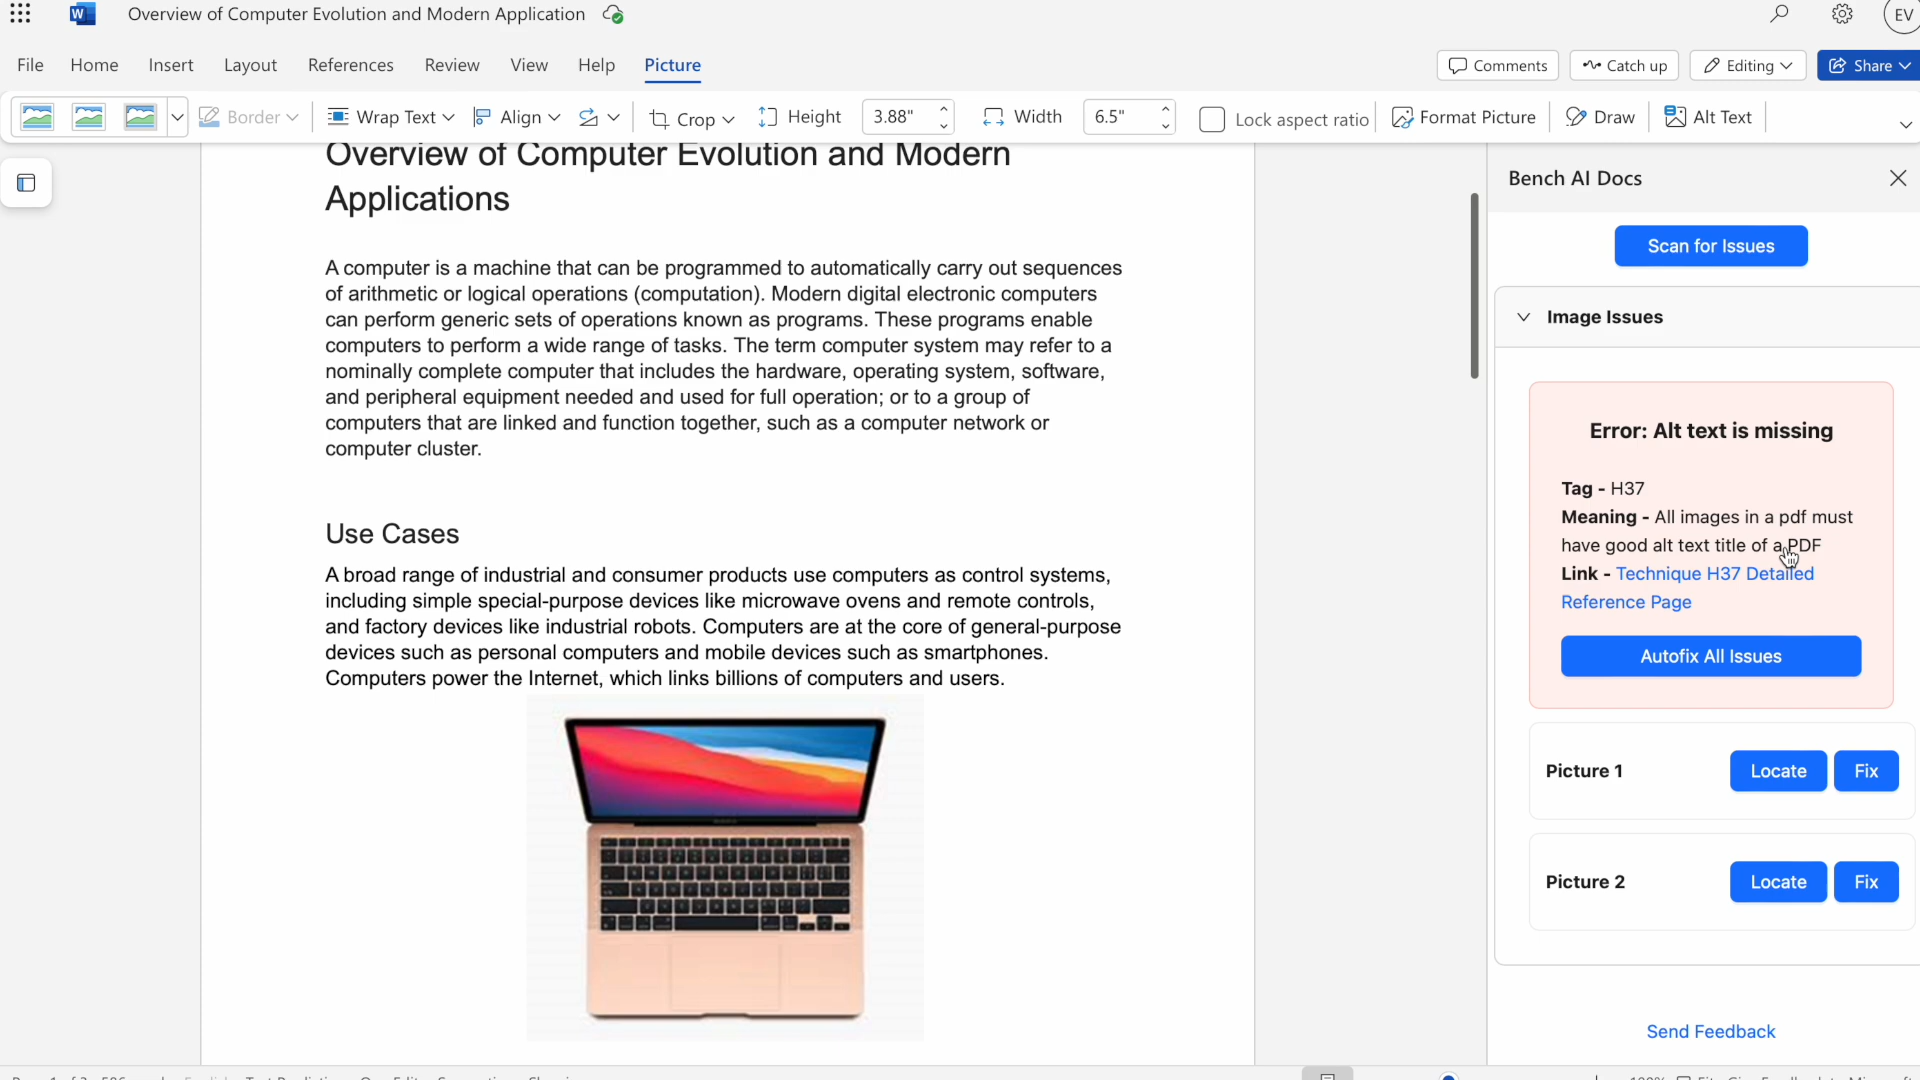 Overview of Computer Evolution and Modern Application
EV
File Home Insert Layout References Review View Help Picture
Comments Catch up Editing Share
Border Wrap Text Align Crop Height 3.88" Width 6.5" Lock aspect ratio Format Picture Draw Alt Text
Overview of Computer Evolution and Modern
Applications
A computer is a machine that can be programmed to automatically carry out sequences
of arithmetic or logical operations (computation). Modern digital electronic computers
can perform generic sets of operations known as programs. These programs enable
computers to perform a wide range of tasks. The term computer system may refer to a
nominally complete computer that includes the hardware, operating system, software,
and peripheral equipment needed and used for full operation; or to a group of
computers that are linked and function together, such as a computer network or
computer cluster.
Use Cases
A broad range of industrial and consumer products use computers as control systems,
including simple special-purpose devices like microwave ovens and remote controls,
and factory devices like industrial robots. Computers are at the core of general-purpose
devices such as personal computers and mobile devices such as smartphones.
Computers power the Internet, which links billions of computers and users.
Bench AI Docs
Scan for Issues
Image Issues
Error: Alt text is missing
Tag - H37
Meaning - All images in a pdf must
have good alt text title of a PDF
Link - Technique H37 Detailed
Reference Page
Autofix All Issues
Picture 1 Locate Fix
Picture 2 Locate Fix
Send Feedback